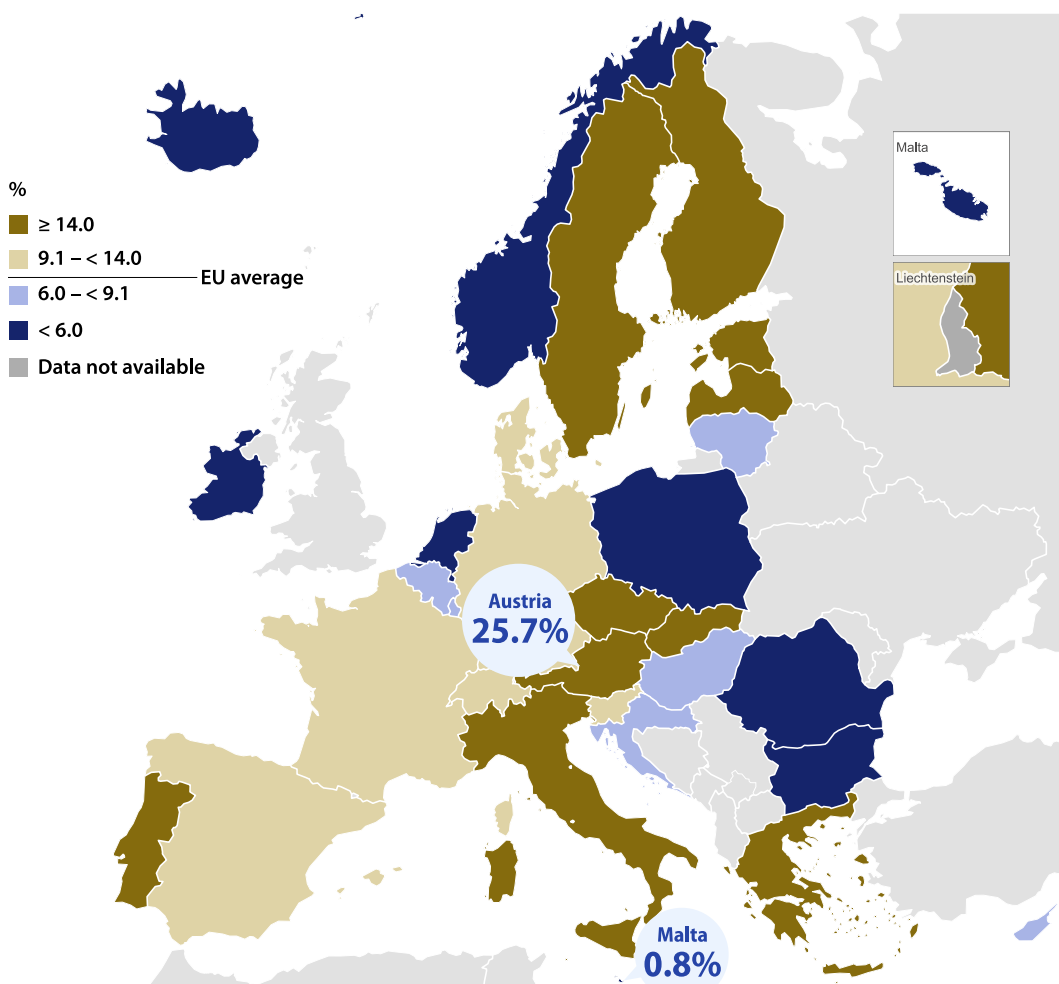 %
≥ 14.0
9.1 – < 14.0
EU average
6.0 – < 9.1
< 6.0
Data not available
Malta
Liechtenstein
Austria
25.7%
Malta
0.8%